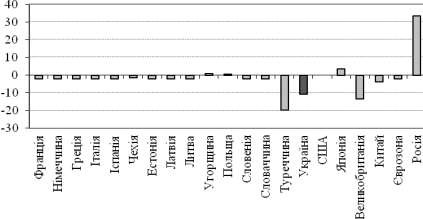 40
30
20
10
0
-10
-20
-30
Франція
Німеччина
Греція
Італія
Іспанія
Чехія
Естонія
Латвія
Литва
Угорщина
Польща
Словенія
Словаччина
Туреччина
Україна
США
Японія
Великобританія
Китай
Єврозона
Росія